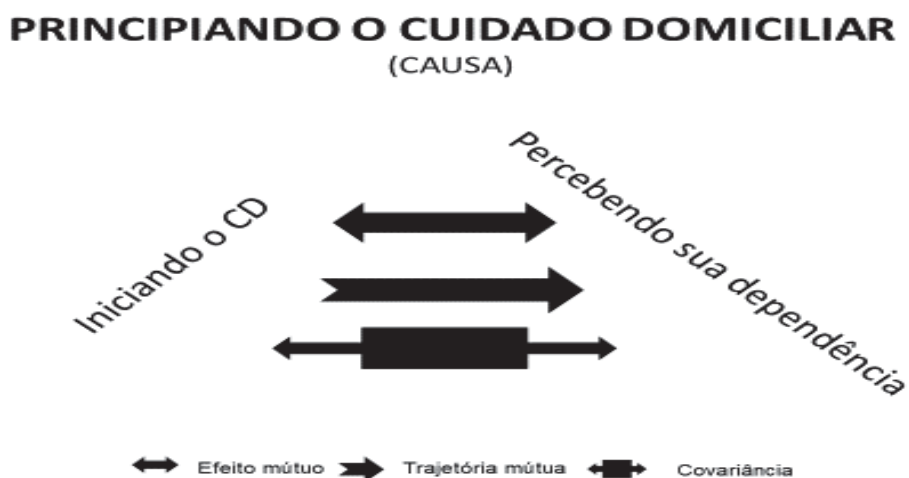 PRINCIPIANDO O CUIDADO DOMICILIAR
(CAUSA)
Iniciando o CD
Percebendo sua dependência
Efeito mútuo Trajetória mútua Covariância